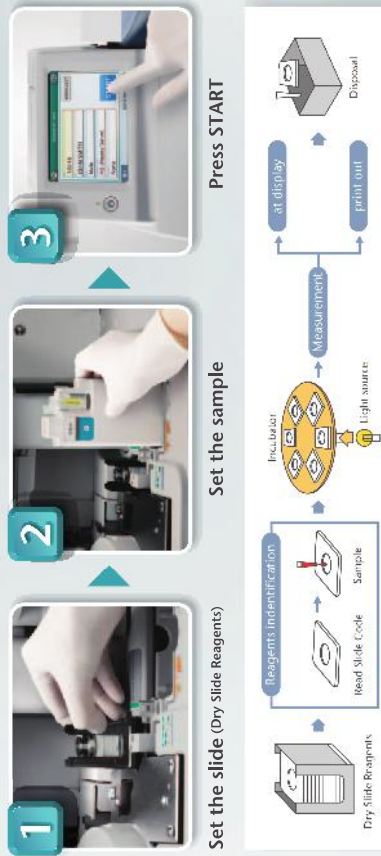 1
Set the slide (Dry Slide Reagents)
2
Set the sample
3
Press START
Dry Slide Reagents
Reagents indentification
Read Slide Code
Sample
Incubator
Light source
Measurement
at display
print out
Disposal